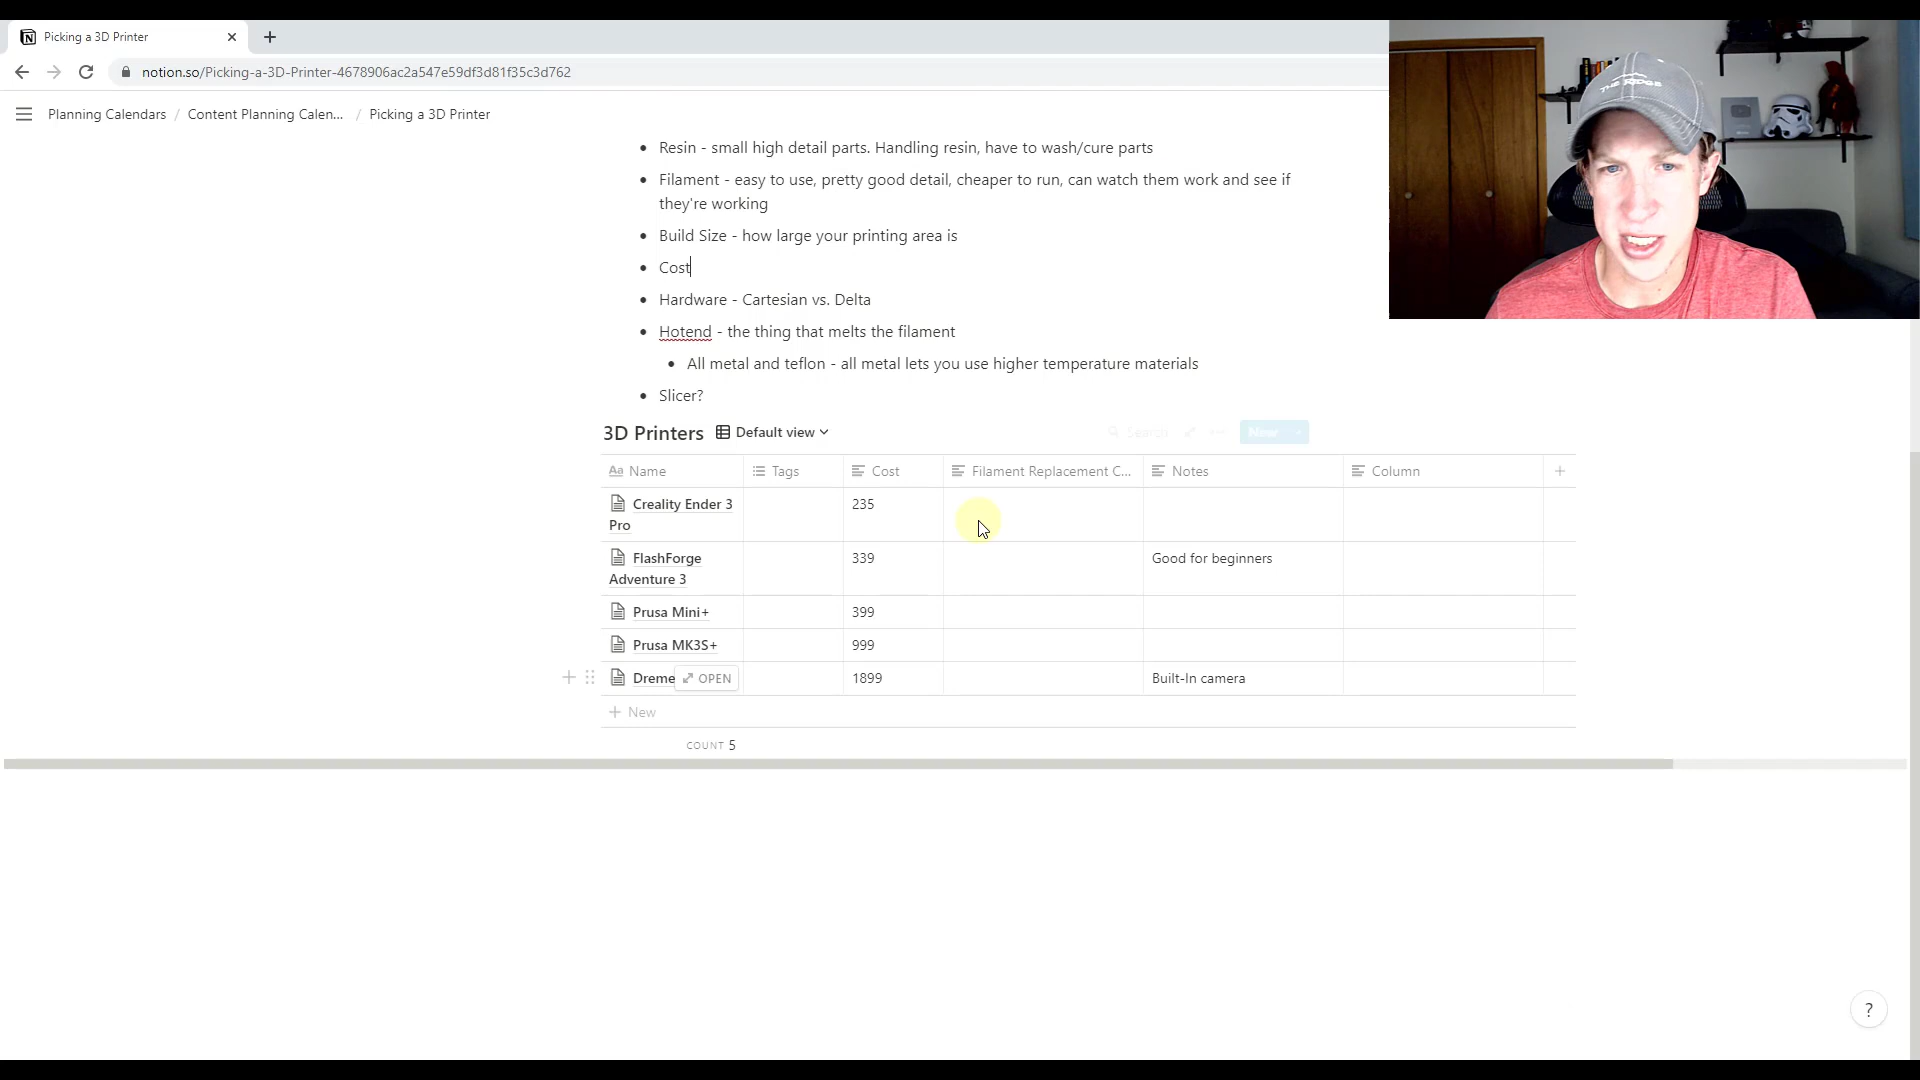 Picking a 3D Printer
notion.so/Picking-a-3D-Printer-4678906ac2a547e59df3d81f35c3d762
Planning Calendars / Content Planning Calen... / Picking a 3D Printer
Resin - small high detail parts. Handling resin, have to wash/cure parts
Filament - easy to use, pretty good detail, cheaper to run, can watch them work and see if
they're working
Build Size - how large your printing area is
Cost
Hardware - Cartesian vs. Delta
Hotend - the thing that melts the filament
All metal and teflon - all metal lets you use higher temperature materials
Slicer?
3D Printers Default view Search New
Aa Name Tags Cost Filament Replacement C... Notes Column
Creality Ender 3 235
Pro
FlashForge 339 Good for beginners
Adventure 3
Prusa Mini+ 399
Prusa MK3S+ 999
Dreme OPEN 1899 Built-In camera
+ New
COUNT 5
?
THE RIDGE